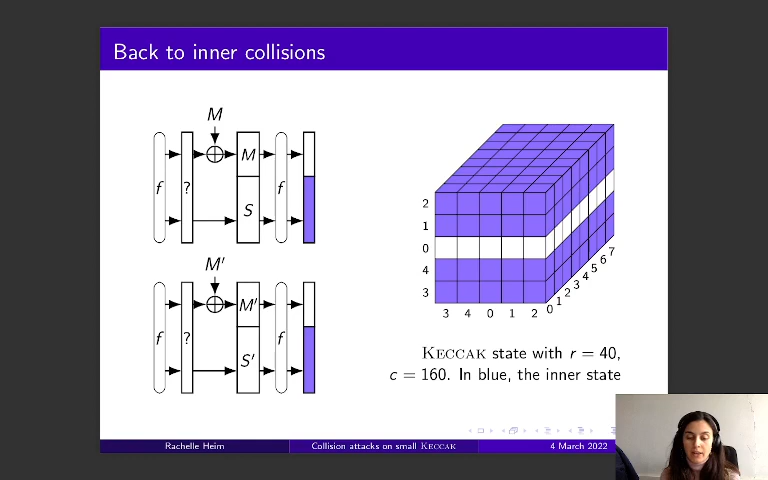 Back to inner collisions
M
f
?
M
S
f
M′
f
?
M′
S′
f
2
1
0
4
3
3 4 0 1 2
0 1 2 3 4 5 6 7
KECCAK state with r = 40,
c = 160. In blue, the inner state
Rachelle Heim
Collision attacks on small KECCAK
4 March 2022